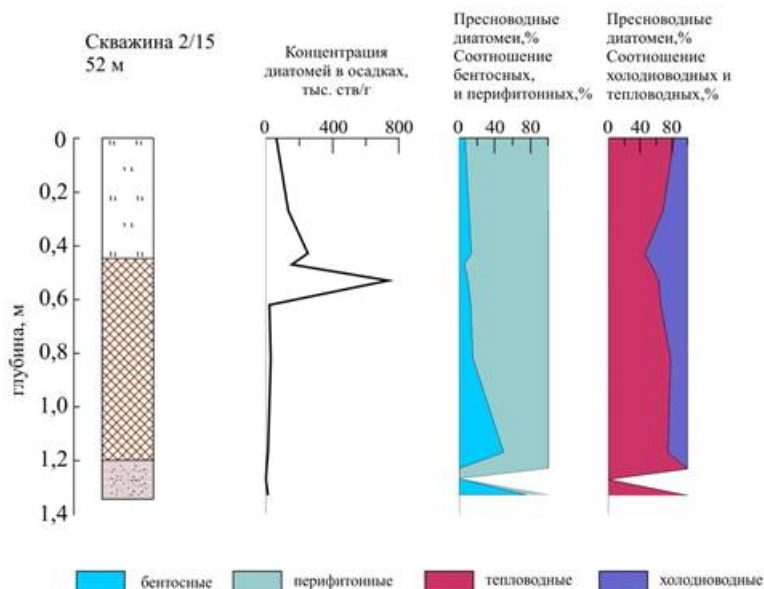 Скважина 2/15
52 м
Концентрация
диатомей в осадках,
тыс. ств/г
Пресноводные
диатомеи,%
Соотношение
бентосных,
и перифитонных,%
Пресноводные
диатомеи,%
Соотношение
холодноводных и
тепловодных,%
0 400 800
0 40 80
0 40 80
глубина, м
0
0,2
0,4
0,6
0,8
1,0
1,2
1,4
бентосные
перифитонные
тепловодные
холодноводные